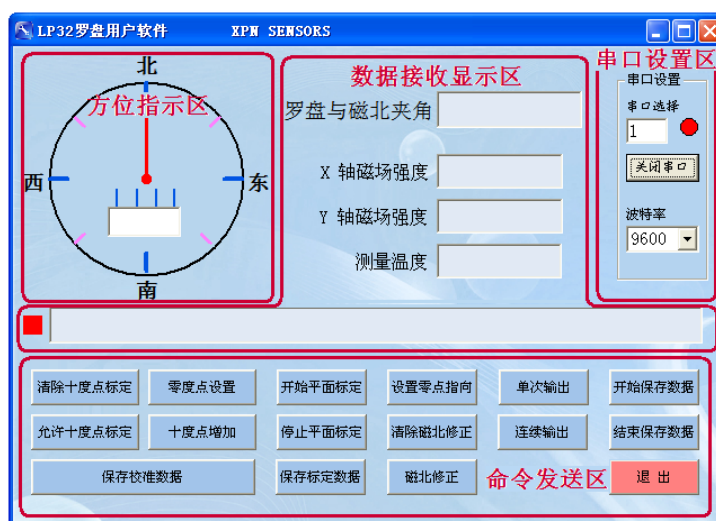 LP32罗盘用户软件 XPN SENSORS
北
方位指示区
西
东
南
数据接收显示区
罗盘与磁北夹角
X 轴磁场强度
Y 轴磁场强度
测量温度
串口设置区
串口设置
串口选择
1
关闭串口
波特率
9600
清除十度点标定 零度点设置 开始平面标定 设置零点指向 单次输出 开始保存数据
允许十度点标定 十度点增加 停止平面标定 清除磁北修正 连续输出 结束保存数据
保存校准数据 保存标定数据 磁北修正 命令发送区 退 出